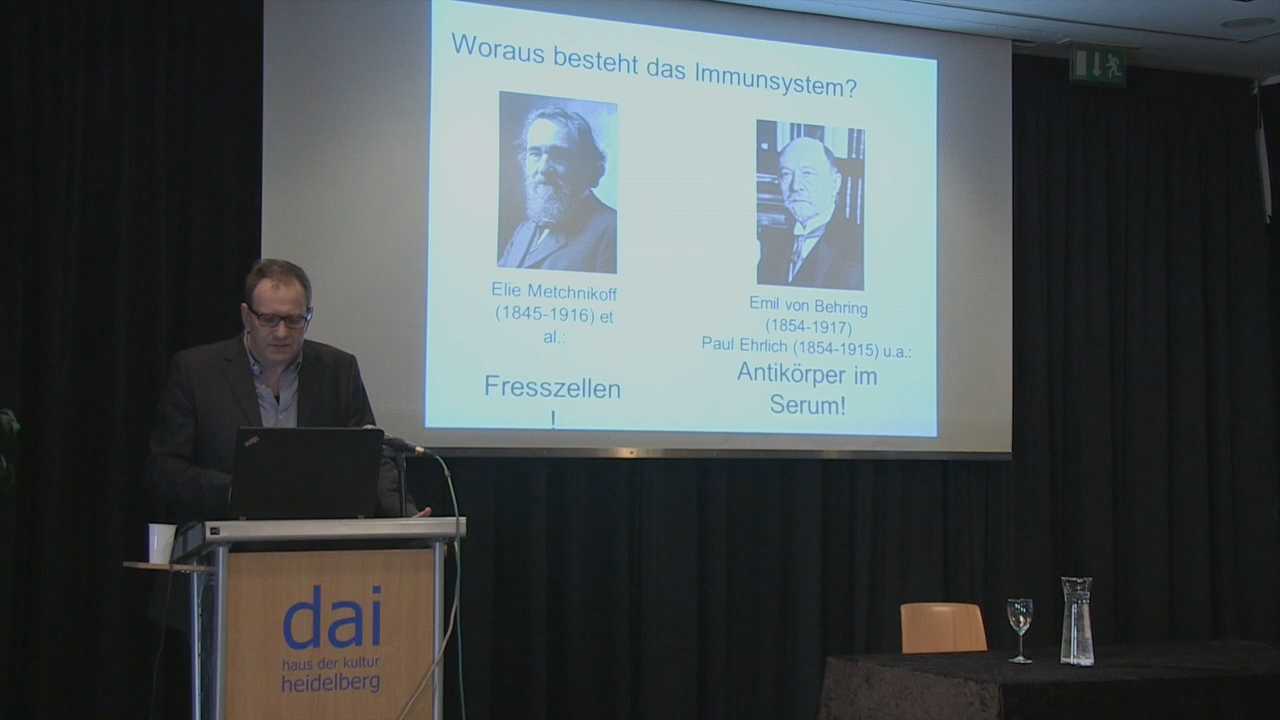 Woraus besteht das Immunsystem?
Elie Metchnikoff
(1845-1916) et
al.:
Fresszellen
!
Emil von Behring
(1854-1917)
Paul Ehrlich (1854-1915) u.a.:
Antikörper im
Serum!
dai
haus der kultur
heidelberg